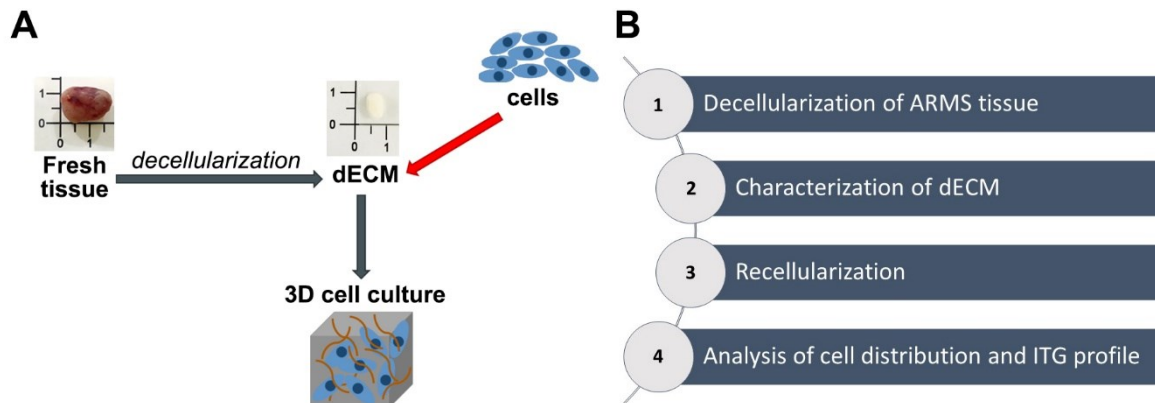 A
B
cells
1
0
0 1
Fresh
tissue
decellularization
1
0
0 1
dECM
3D cell culture
1 Decellularization of ARMS tissue
2 Characterization of dECM
3 Recellularization
4 Analysis of cell distribution and ITG profile